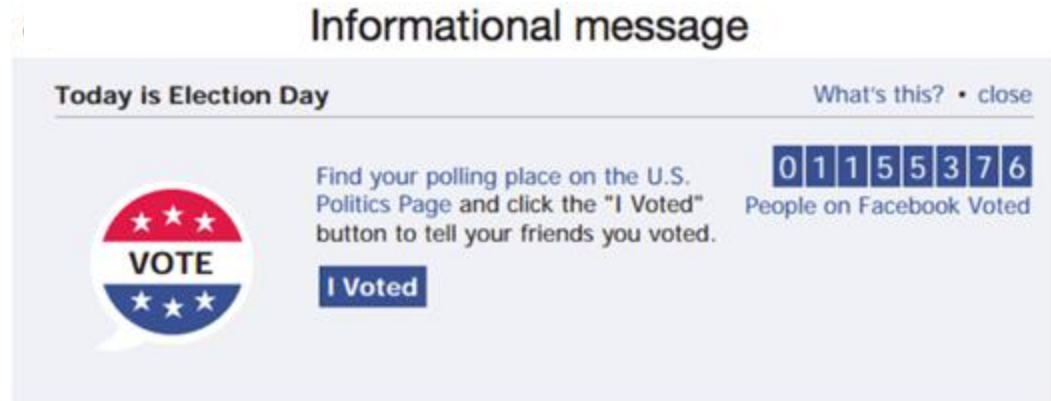 Informational message
Today is Election Day
What's this? • close
Find your polling place on the U.S.
Politics Page and click the "I Voted"
button to tell your friends you voted.
I Voted
01155376
People on Facebook Voted
VOTE